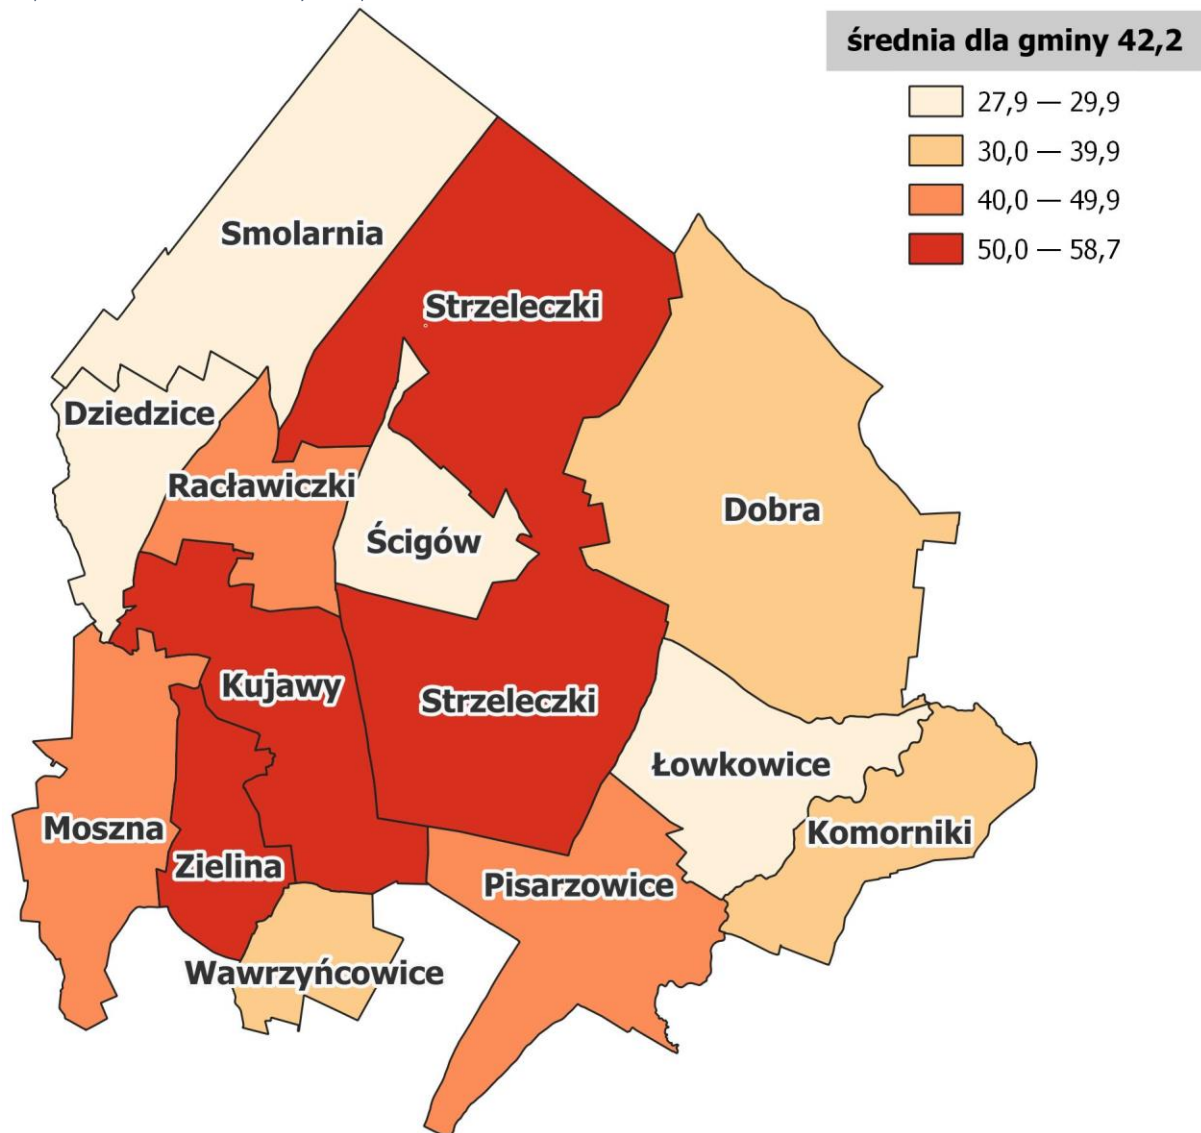 średnia dla gminy 42,2
27,9 — 29,9
30,0 — 39,9
40,0 — 49,9
50,0 — 58,7
Smolarnia
Strzeleczki
Dziedzice
Racławiczki
Dobra
Ścigów
Kujawy
Strzeleczki
Łowkowice
Moszna
Komorniki
Zielina
Pisarzowice
Wawrzyńcowice